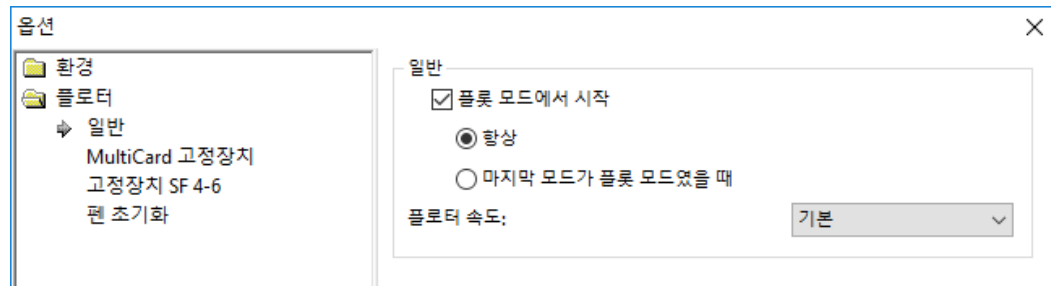 옵션
환경
플로터
일반
MultiCard 고정장치
고정장치 SF 4-6
펜 초기화
일반
플롯 모드에서 시작
항상
마지막 모드가 플롯 모드였을 때
플로터 속도: 기본